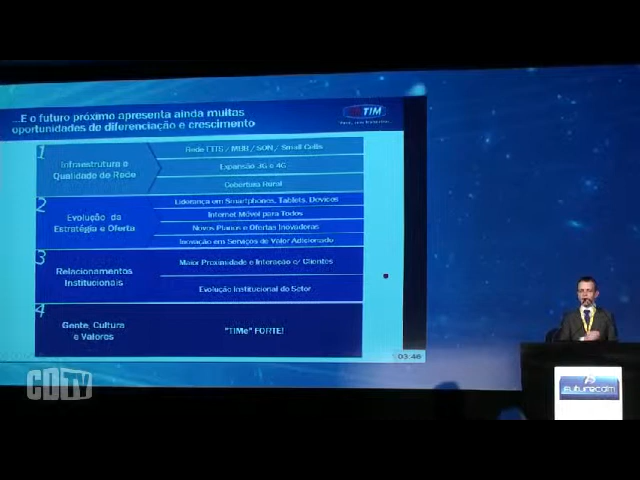 ...E o futuro próximo apresenta ainda muitas
oportunidades de diferenciação e crescimento
TIM
1
Infraestrutura e
Qualidade de Rede
Rede FTTS / MBB / SON / Small Cells
Expansão 3G e 4G
Cobertura Rural
2
Evolução da
Estratégia e Oferta
Liderança em Smartphones, Tablets, Devices
Internet Móvel para Todos
Novos Planos e Ofertas Inovadoras
Inovação em Serviços de Valor Adicionado
3
Relacionamentos
Institucionais
Maior Proximidade e Interação c/ Clientes
Evolução Institucional do Setor
4
Gente, Cultura
e Valores
"TIMe" FORTE!
03:46
CDTV
futurecom